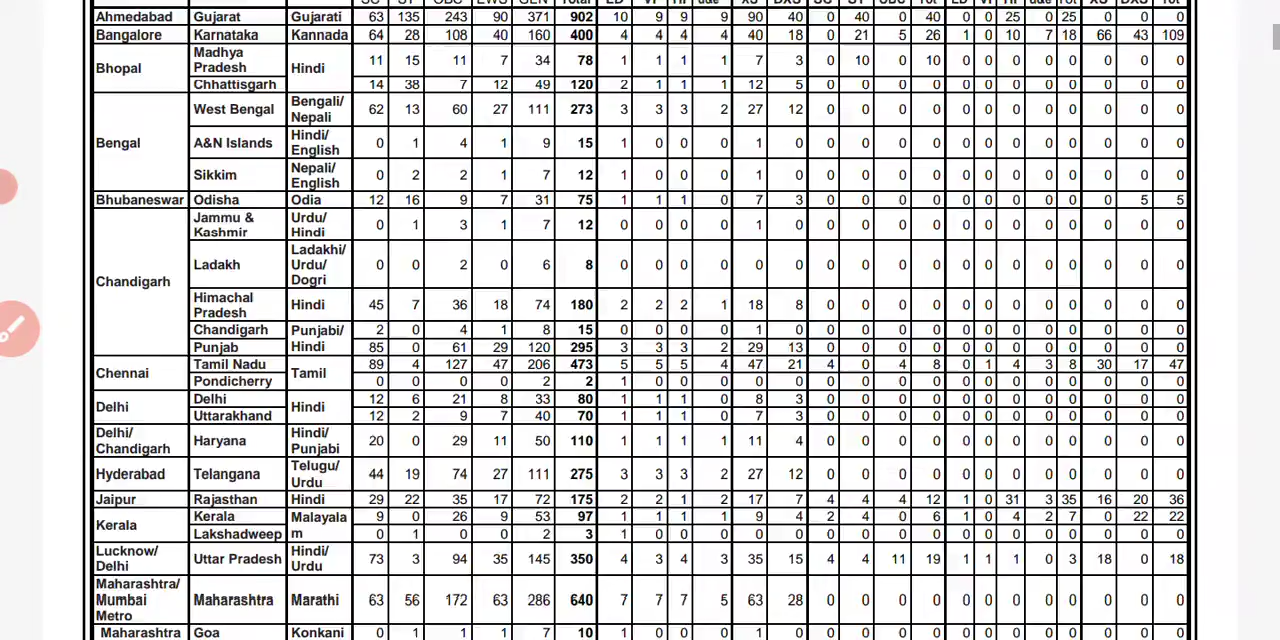 SC ST OBC EWS GEN Total LD VI HI d&e XS DXS SC ST OBC Tot LD VI HI d&e Tot XS DXS Tot
Ahmedabad Gujarat Gujarati 63 135 243 90 371 902 10 9 9 9 90 40 0 40 0 40 0 0 25 0 25 0 0 0
Bangalore Karnataka Kannada 64 28 108 40 160 400 4 4 4 4 40 18 0 21 5 26 1 0 10 7 18 66 43 109
Bhopal Madhya Pradesh Hindi 11 15 11 7 34 78 1 1 1 1 7 3 0 10 0 10 0 0 0 0 0 0 0 0
Chhattisgarh 14 38 7 12 49 120 2 1 1 1 12 5 0 0 0 0 0 0 0 0 0 0 0 0
Bengal West Bengal Bengali/ Nepali 62 13 60 27 111 273 3 3 3 2 27 12 0 0 0 0 0 0 0 0 0 0 0 0
A&N Islands Hindi/ English 0 1 4 1 9 15 1 0 0 0 1 0 0 0 0 0 0 0 0 0 0 0 0 0
Sikkim Nepali/ English 0 2 2 1 7 12 1 0 0 0 1 0 0 0 0 0 0 0 0 0 0 0 0 0
Bhubaneswar Odisha Odia 12 16 9 7 31 75 1 1 1 0 7 3 0 0 0 0 0 0 0 0 0 0 5 5
Chandigarh Jammu & Kashmir Urdu/ Hindi 0 1 3 1 7 12 0 0 0 0 1 0 0 0 0 0 0 0 0 0 0 0 0 0
Ladakh Ladakhi/ Urdu/ Dogri 0 0 2 0 6 8 0 0 0 0 0 0 0 0 0 0 0 0 0 0 0 0 0 0
Himachal Pradesh Hindi 45 7 36 18 74 180 2 2 2 1 18 8 0 0 0 0 0 0 0 0 0 0 0 0
Chandigarh Punjabi/ Hindi 2 0 4 1 8 15 0 0 0 0 1 0 0 0 0 0 0 0 0 0 0 0 0 0
Punjab 85 0 61 29 120 295 3 3 3 2 29 13 0 0 0 0 0 0 0 0 0 0 0 0
Chennai Tamil Nadu Tamil 89 4 127 47 206 473 5 5 5 4 47 21 4 0 4 8 0 1 4 3 8 30 17 47
Pondicherry 0 0 0 0 2 2 1 0 0 0 0 0 0 0 0 0 0 0 0 0 0 0 0 0
Delhi Delhi Hindi 12 6 21 8 33 80 1 1 1 0 8 3 0 0 0 0 0 0 0 0 0 0 0 0
Uttarakhand 12 2 9 7 40 70 1 1 1 0 7 3 0 0 0 0 0 0 0 0 0 0 0 0
Delhi/ Chandigarh Haryana Hindi/ Punjabi 20 0 29 11 50 110 1 1 1 1 11 4 0 0 0 0 0 0 0 0 0 0 0 0
Hyderabad Telangana Telugu/ Urdu 44 19 74 27 111 275 3 3 3 2 27 12 0 0 0 0 0 0 0 0 0 0 0 0
Jaipur Rajasthan Hindi 29 22 35 17 72 175 2 2 1 2 17 7 4 4 4 12 1 0 31 3 35 16 20 36
Kerala Kerala Malayala m 9 0 26 9 53 97 1 1 1 1 9 4 2 4 0 6 1 0 4 2 7 0 22 22
Lakshadweep 0 1 0 0 2 3 1 0 0 0 0 0 0 0 0 0 0 0 0 0 0 0 0 0
Lucknow/ Delhi Uttar Pradesh Hindi/ Urdu 73 3 94 35 145 350 4 3 4 3 35 15 4 4 11 19 1 1 1 0 3 18 0 18
Maharashtra/ Mumbai Metro Maharashtra Marathi 63 56 172 63 286 640 7 7 7 5 63 28 0 0 0 0 0 0 0 0 0 0 0 0
Maharashtra Goa Konkani 0 1 1 1 7 10 1 0 0 0 1 0 0 0 0 0 0 0 0 0 0 0 0 0